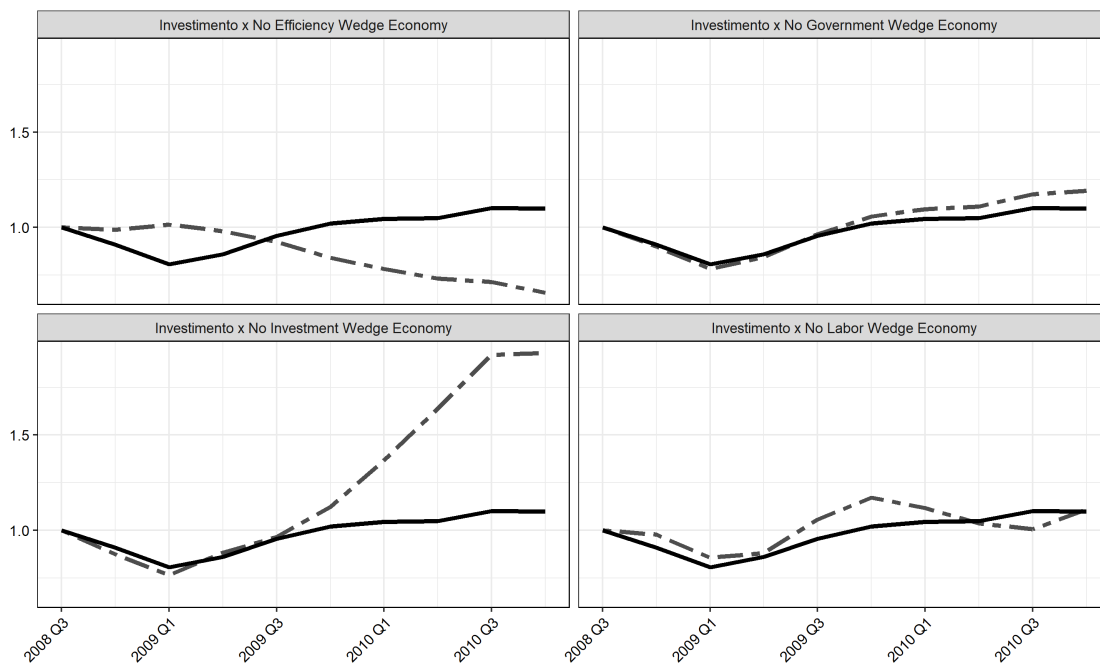 Investimento x No Efficiency Wedge Economy
Investimento x No Government Wedge Economy
1.5
1.0
Investimento x No Investment Wedge Economy
Investimento x No Labor Wedge Economy
1.5
1.0
2008 Q3
2009 Q1
2009 Q3
2010 Q1
2010 Q3
2008 Q3
2009 Q1
2009 Q3
2010 Q1
2010 Q3